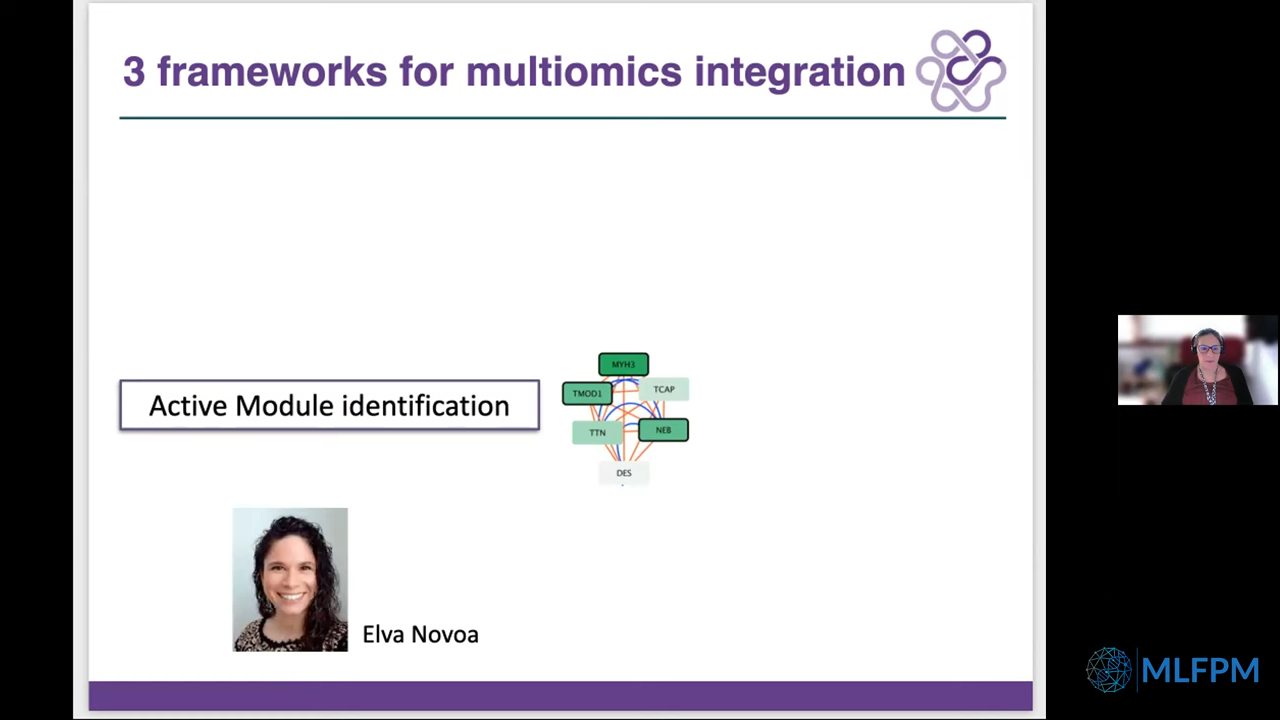 3 frameworks for multiomics integration
MYH3
TMOD1
TCAP
Active Module identification
TTN
NEB
DES
Elva Novoa
MLFPM